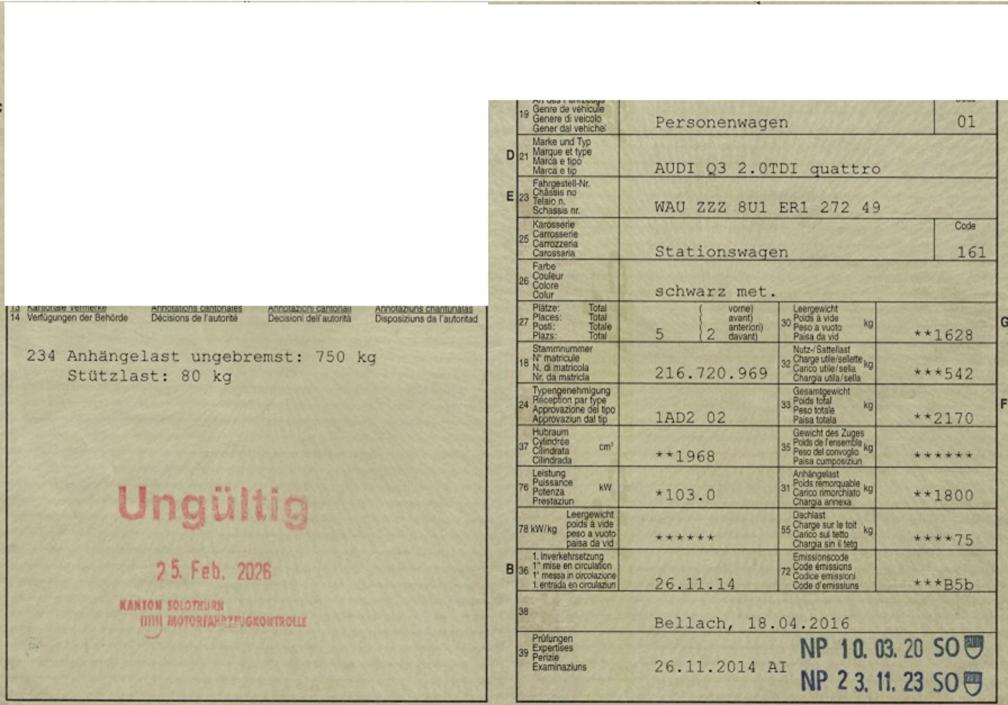 13 Kantonale Vermerke Annotations cantonales Annotazioni cantonali Annotaziuns chantunalas
14 Verfügungen der Behörde Décisions de l'autorité Decisioni dell'autorità Disposiziuns da l'autoritad
234 Anhängelast ungebremst: 750 kg
Stützlast: 80 kg
Ungültig
25. Feb. 2026
KANTON SOLOTHURN
MOTORFAHRZEUGKONTROLLE
Art des Fahrzeugs Code
19 Genre de véhicule
Genere di veicolo
Gener dal vehichel
Personenwagen 01
D 21 Marke und Typ
Marque et type
Marca e tipo
Marca e tip
AUDI Q3 2.0TDI quattro
E 23 Fahrgestell-Nr.
Châssis no
Telaio n.
Schassis nr.
WAU ZZZ 8U1 ER1 272 49
25 Karosserie
Carrosserie
Carrozzeria
Carossaria
Stationswagen
Code
161
26 Farbe
Couleur
Colore
Colur
schwarz met.
27 Plätze: Total
Places: Total
Posti: Totale
Plazs: Total
5 ( 2 vorne)
avant)
anteriori)
davant)
30 Leergewicht
Poids à vide
Peso a vuoto
Paisa da vid
kg
**1628
G
18 Stammnummer
N° matricule
N. di matricola
Nr. da matricla
216.720.969
32 Nutz-/Sattellast
Charge utile/sellette
Carico utile/sella
Chargia utila/sella
kg
***542
24 Typengenehmigung
Réception par type
Approvazione del tipo
Approvaziun dal tip
1AD2 02
33 Gesamtgewicht
Poids total
Peso totale
Paisa totala
kg
**2170
F
37 Hubraum
Cylindrée
Cilindrata
Cilindrada
cm³
**1968
35 Gewicht des Zuges
Poids de l'ensemble
Peso del convoglio
Paisa cumposiziun
kg
******
76 Leistung
Puissance
Potenza
Prestaziun
kW
*103.0
31 Anhängelast
Poids remorquable
Carico rimorchiato
Chargia annexa
kg
**1800
78 kW/kg Leergewicht
poids à vide
peso a vuoto
paisa da vid
******
55 Dachlast
Charge sur le toit
Carico sul tetto
Chargia sin il tetg
kg
****75
B 36 1. Inverkehrsetzung
1re mise en circulation
1a messa in circolazione
1. entrada en circulaziun
26.11.14
72 Emissionscode
Code émissions
Codice emissioni
Code d'emissiuns
***B5b
38
Bellach, 18.04.2016
39 Prüfungen
Expertises
Perizie
Examinaziuns
26.11.2014 AI
NP 10. 03. 20 SO
NP 23. 11. 23 SO